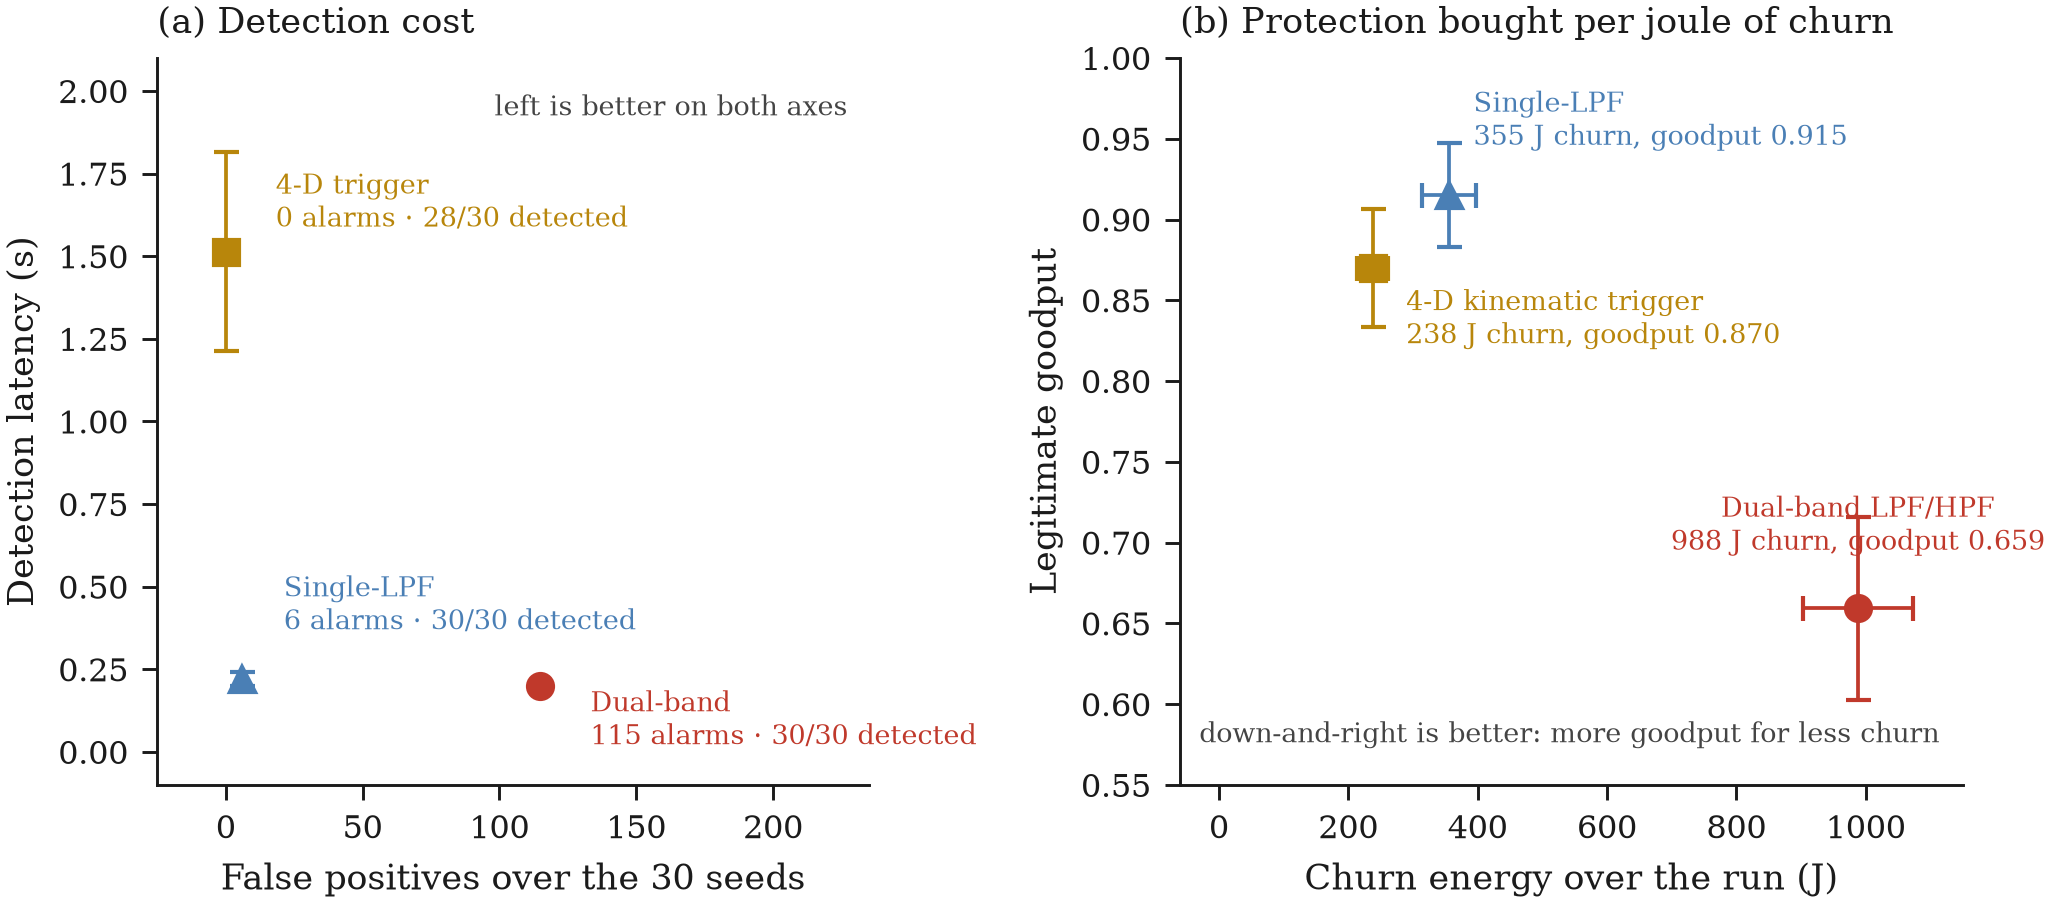 (a) Detection cost
Detection latency (s)
2.00
1.75
1.50
1.25
1.00
0.75
0.50
0.25
0.00
left is better on both axes
4-D trigger
0 alarms · 28/30 detected
Single-LPF
6 alarms · 30/30 detected
Dual-band
115 alarms · 30/30 detected
0 50 100 150 200
False positives over the 30 seeds
(b) Protection bought per joule of churn
Legitimate goodput
1.00
0.95
0.90
0.85
0.80
0.75
0.70
0.65
0.60
0.55
Single-LPF
355 J churn, goodput 0.915
4-D kinematic trigger
238 J churn, goodput 0.870
Dual-band LPF/HPF
988 J churn, goodput 0.659
down-and-right is better: more goodput for less churn
0 200 400 600 800 1000
Churn energy over the run (J)